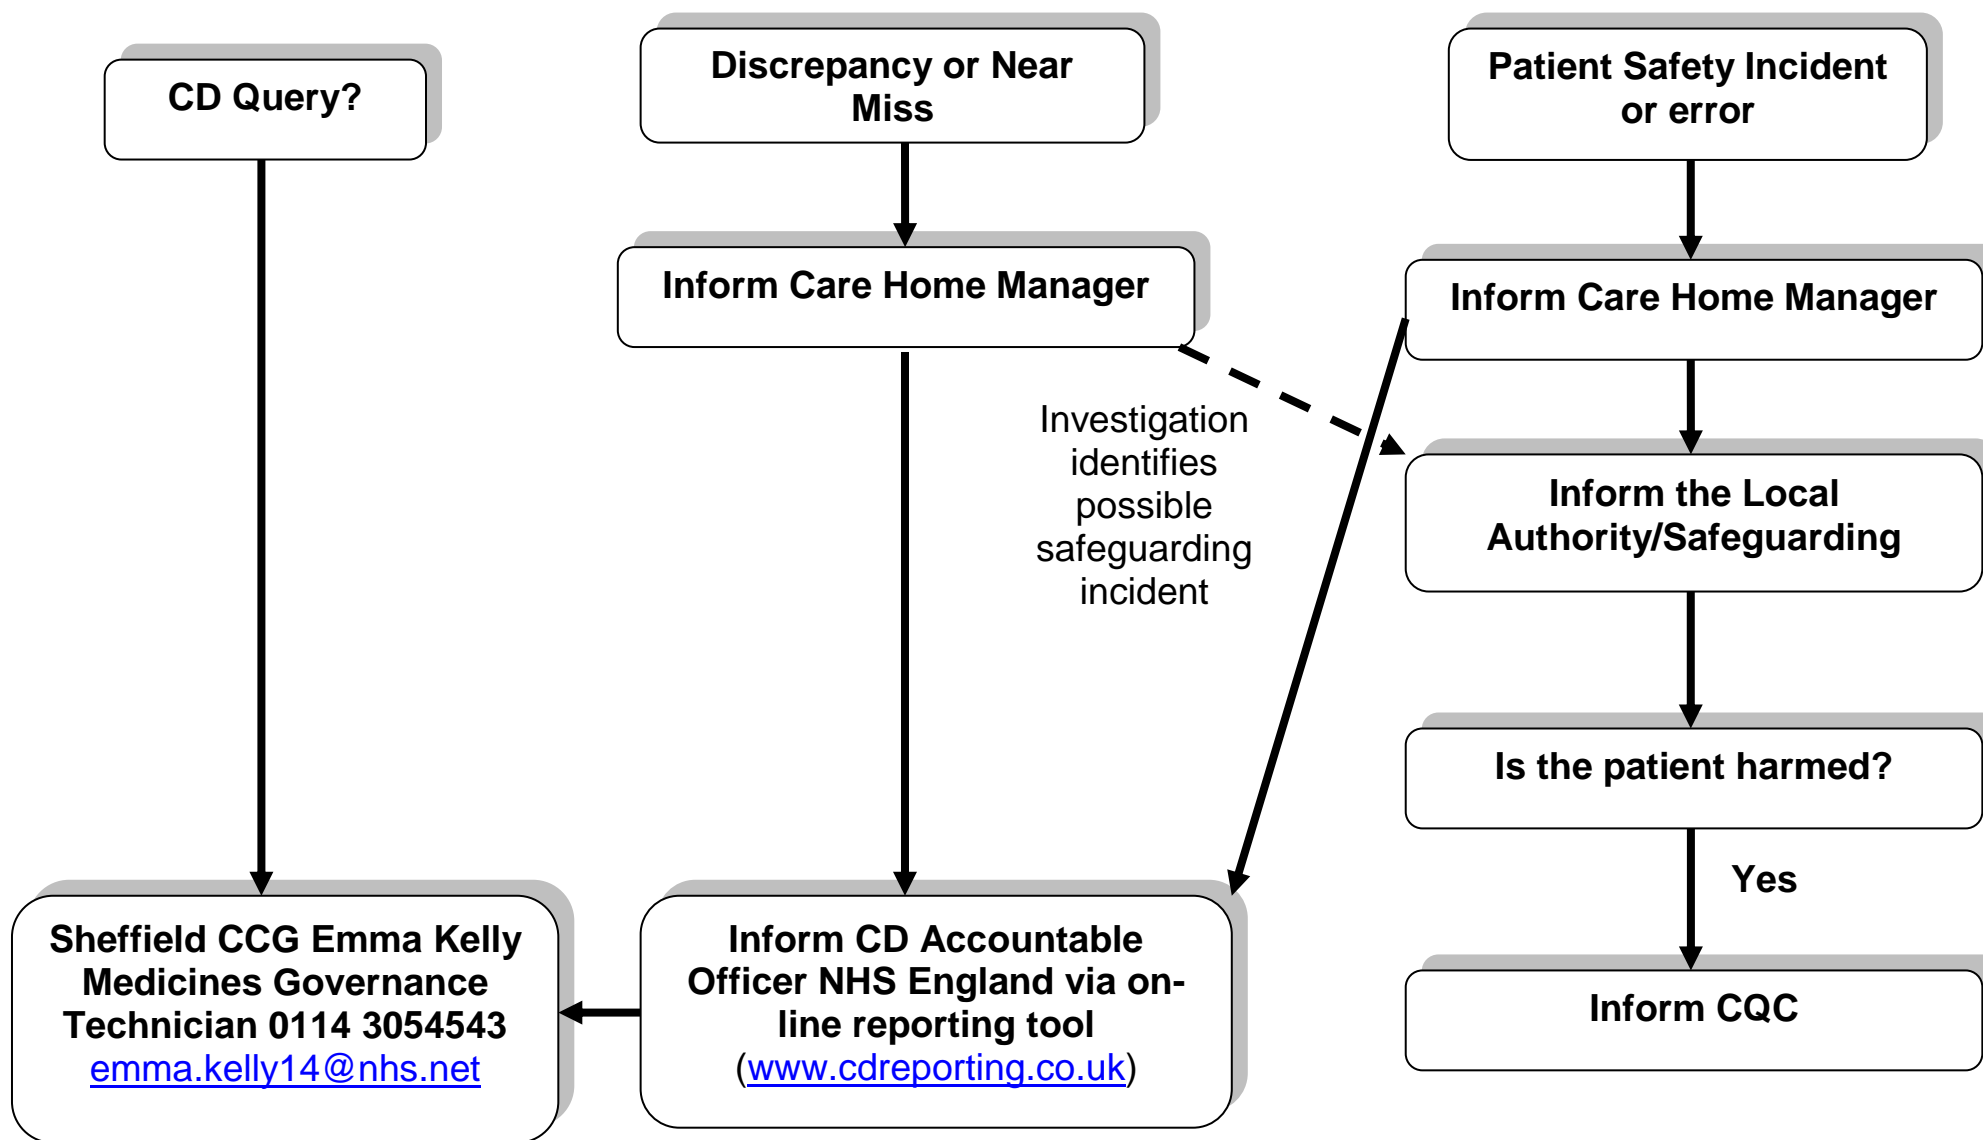 CD Query?
Discrepancy or Near
Miss
Patient Safety Incident
or error
Inform Care Home Manager
Inform Care Home Manager
Investigation
identifies
possible
safeguarding
incident
Inform the Local
Authority/Safeguarding
Is the patient harmed?
Yes
Sheffield CCG Emma Kelly
Medicines Governance
Technician 0114 3054543
emma.kelly14@nhs.net
Inform CD Accountable
Officer NHS England via on-
line reporting tool
(www.cdreporting.co.uk)
Inform CQC